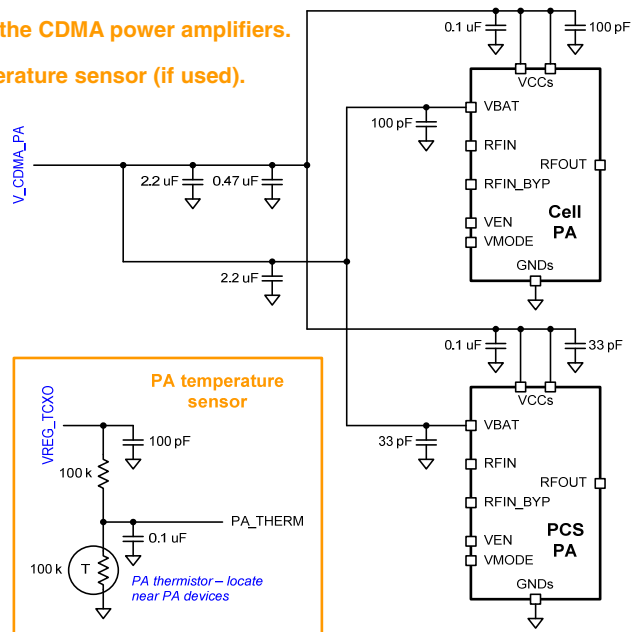 the CDMA power amplifiers.
erature sensor (if used).
0.1 uF
100 pF
VCCs
VBAT
100 pF
RFIN
RFOUT
RFIN_BYP
Cell
PA
VEN
VMODE
GNDs
V_CDMA_PA
2.2 uF
0.47 uF
2.2 uF
0.1 uF
33 pF
VCCs
VBAT
33 pF
RFIN
RFOUT
RFIN_BYP
PCS
PA
VEN
VMODE
GNDs
PA temperature
sensor
VREG_TCXO
100 pF
100 k
PA_THERM
0.1 uF
100 k
T
PA thermistor – locate
near PA devices